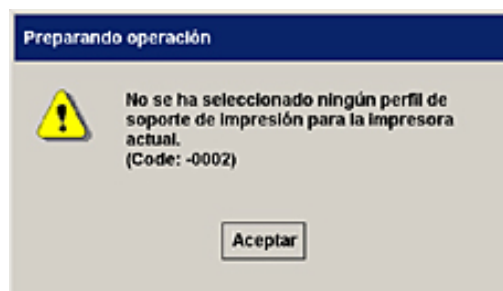 Preparando operación
No se ha seleccionado ningún perfil de
soporte de impresión para la impresora
actual.
(Code: -0002)
Aceptar